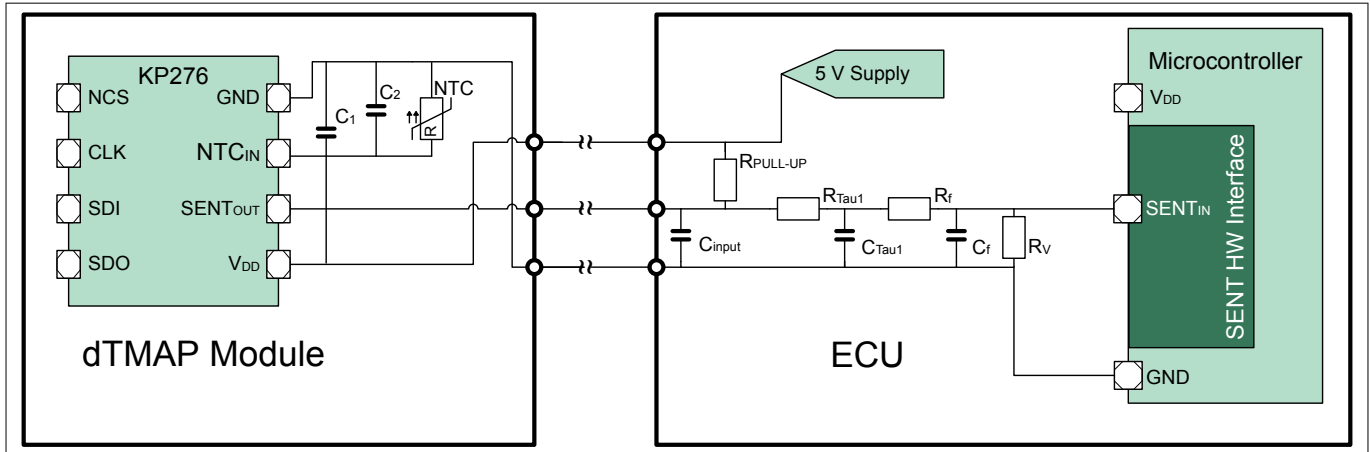 KP276
NCS
GND
CLK
NTCIN
SDI
SENTOUT
SDO
VDD
C1
C2
NTC
R
dTMAP Module
5 V Supply
RPULL-UP
RTau1
Rf
Cinput
CTau1
Cf
RV
ECU
Microcontroller
VDD
SENTIN
SENT HW Interface
GND